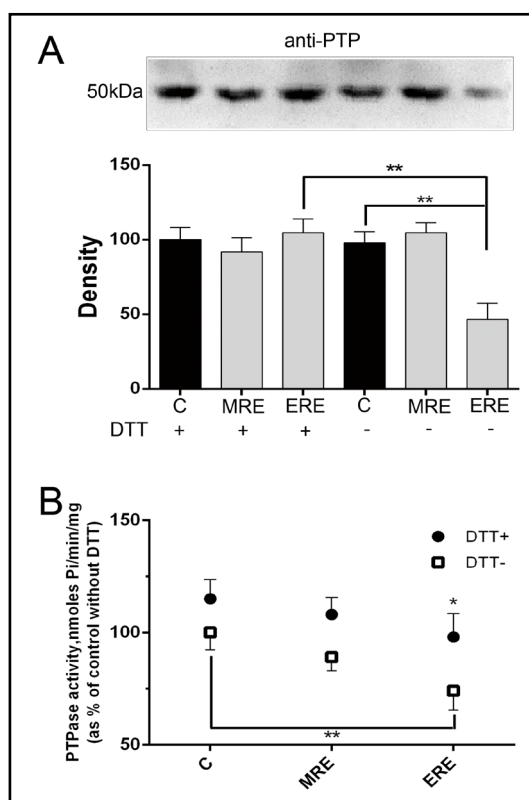 A
anti-PTP
50kDa
Density
150
**
**
100
50
0
C MRE ERE C MRE ERE
DTT + + + - - -
B
PTPase activity,nmoles Pi/min/mg
(as % of control without DTT)
150
DTT+
DTT-
*
100
**
50
C MRE ERE